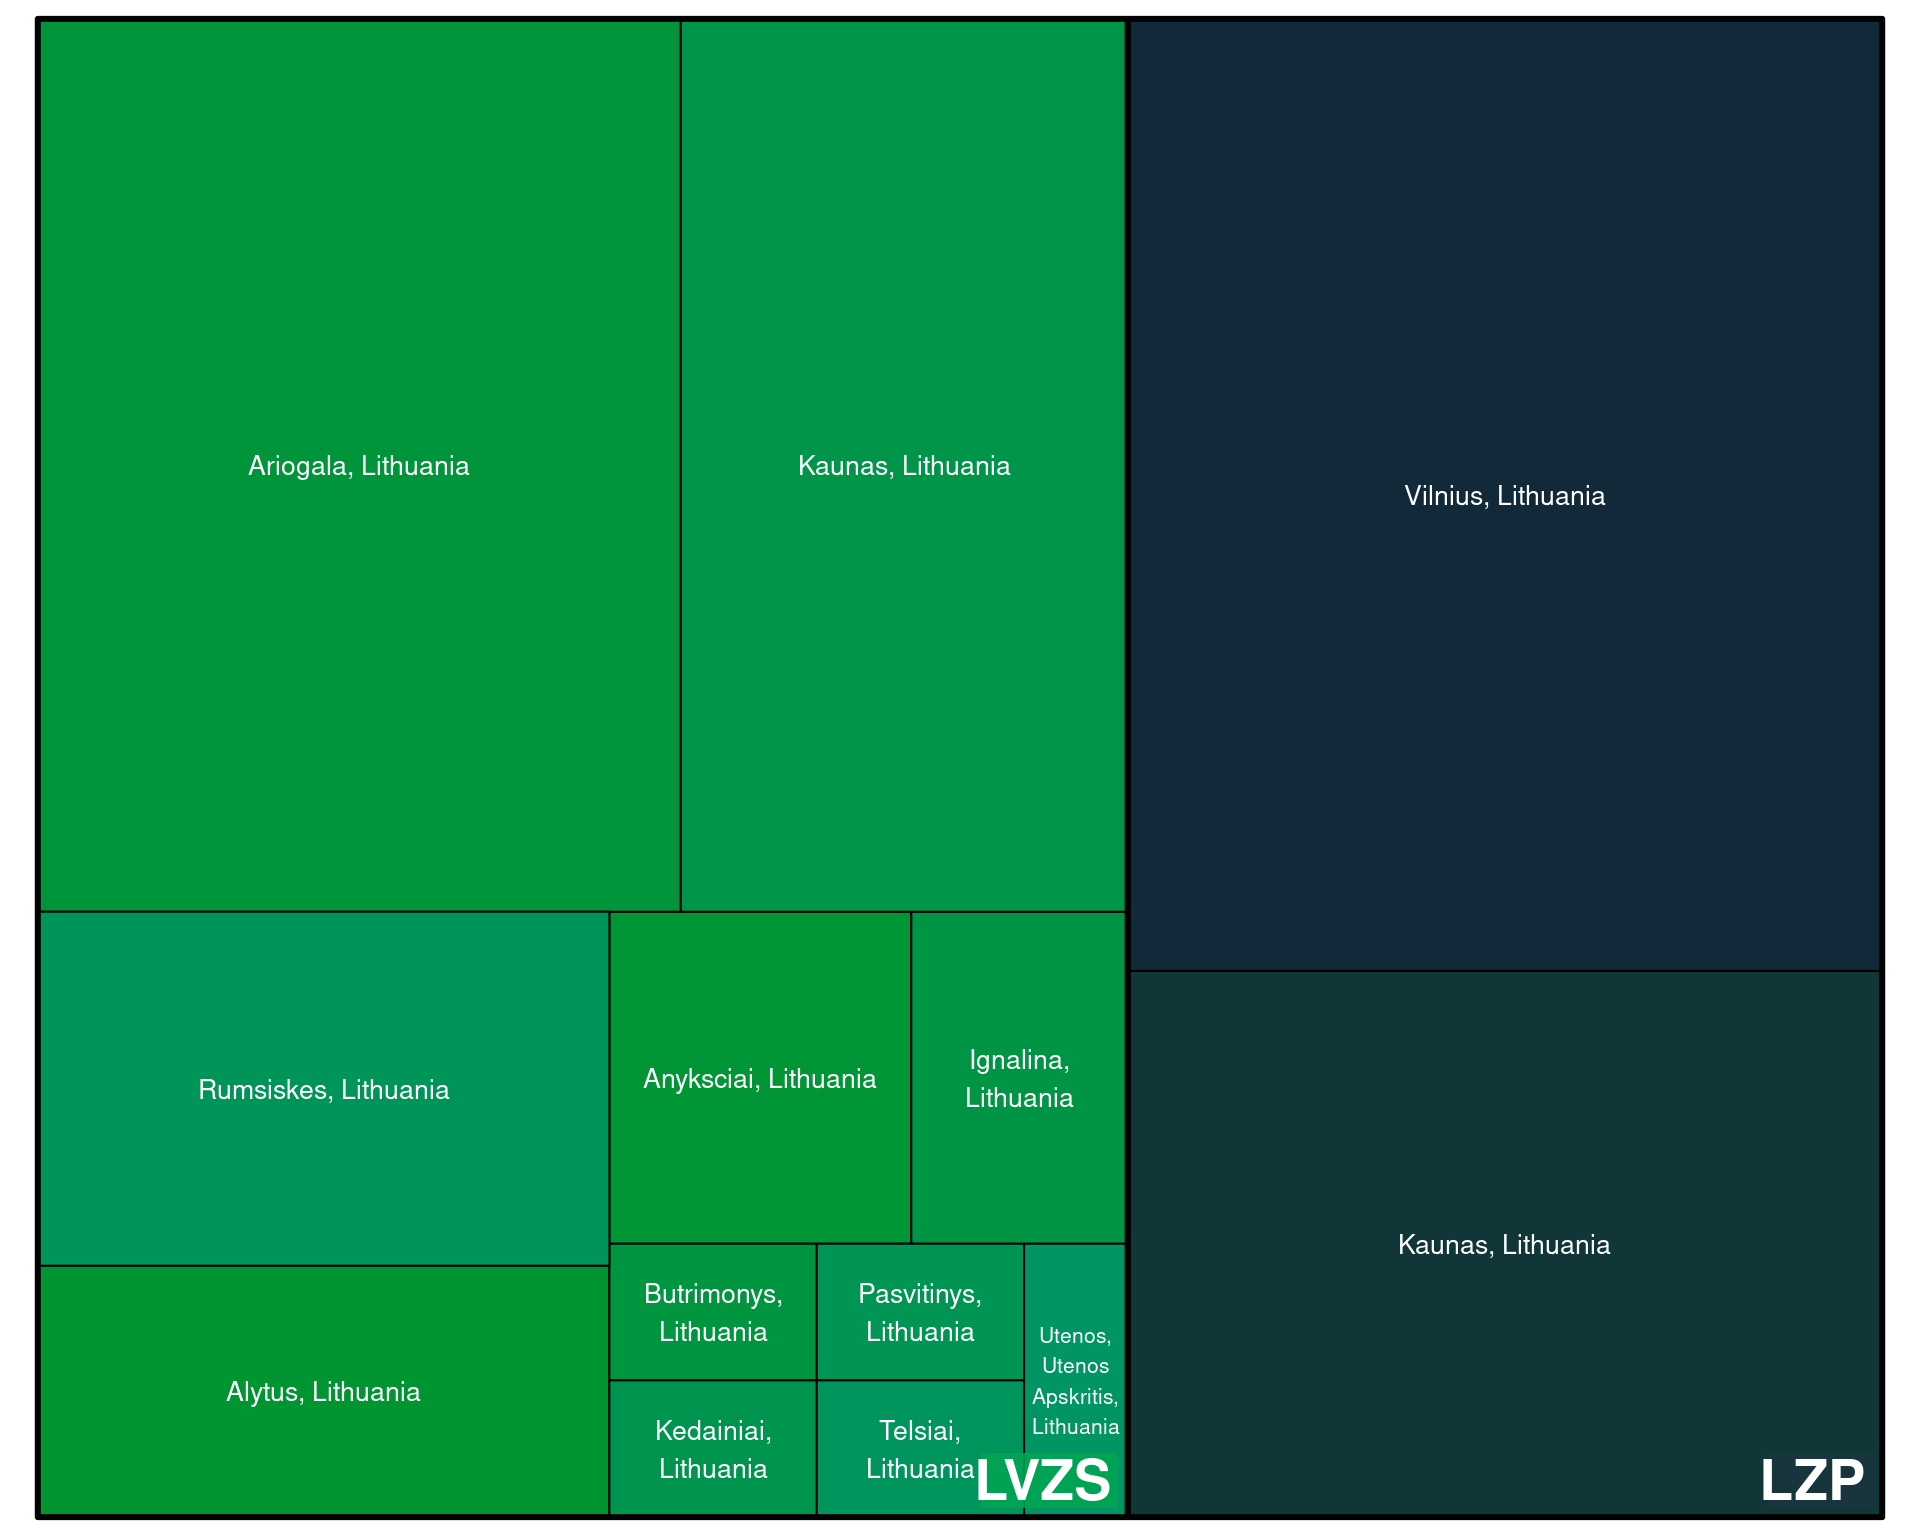 Ariogala, Lithuania
Kaunas, Lithuania
Vilnius, Lithuania
Rumsiskes, Lithuania
Anyksciai, Lithuania
Ignalina,
Lithuania
Alytus, Lithuania
Butrimonys,
Lithuania
Pasvitinys,
Lithuania
Utenos,
Utenos
Apskritis,
Lithuania
Kedainiai,
Lithuania
Telsiai,
Lithuania
LVZS
Kaunas, Lithuania
LZP